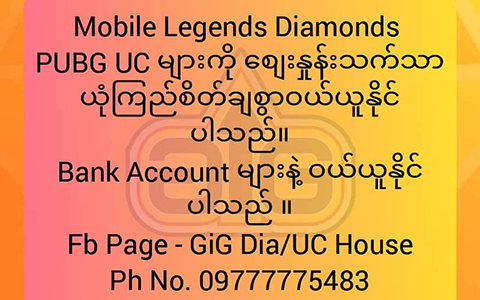 Mobile Legends Diamonds
PUBG UC များကို စျေးနှုန်းသက်သာ
ယုံကြည်စိတ်ချစွာဝယ်ယူနိုင်
ပါသည်။
Bank Account များနဲ့ ဝယ်ယူနိုင်
ပါသည် ။
Fb Page - GiG Dia/UC House
Ph No. 09777775483